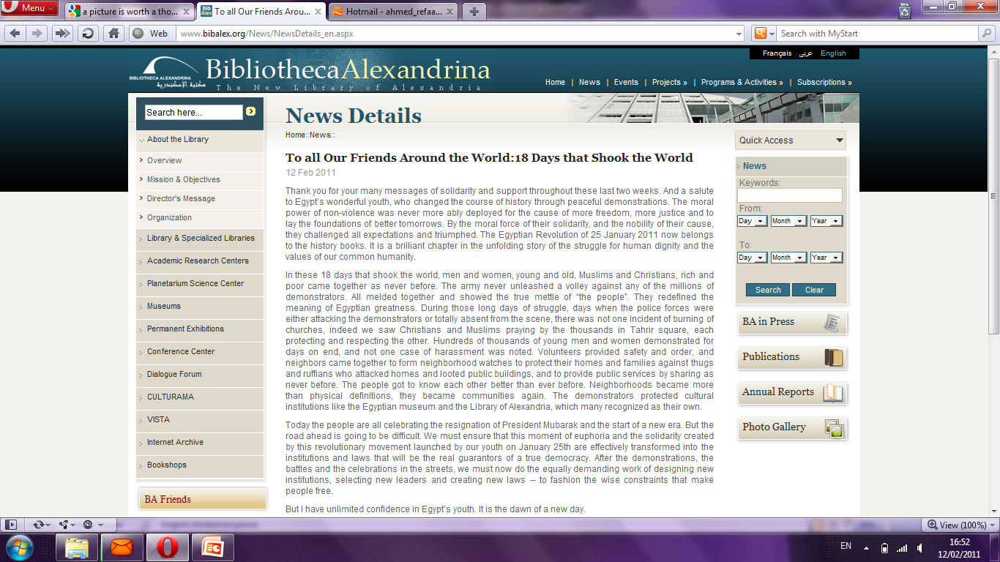 Menu
a picture is worth a tho...
To all Our Friends Arou...
Hotmail - ahmed_refaa...
Web
www.bibalex.org/News/NewsDetails_en.aspx
Search with MyStart
Français عربى English
BIBLIOTHECA ALEXANDRINA
مكتبة الإسكندرية
BibliothecaAlexandrina
The New Library of Alexandria
Home | News | Events | Projects » | Programs & Activities » | Subscriptions »
Search here...
About the Library
Overview
Mission & Objectives
Director's Message
Organization
Library & Specialized Libraries
Academic Research Centers
Planetarium Science Center
Museums
Permanent Exhibitions
Conference Center
Dialogue Forum
CULTURAMA
VISTA
Internet Archive
Bookshops
BA Friends
News Details
Home::News::
To all Our Friends Around the World:18 Days that Shook the World
12 Feb 2011
Thank you for your many messages of solidarity and support throughout these last two weeks. And a salute
to Egypt's wonderful youth, who changed the course of history through peaceful demonstrations. The moral
power of non-violence was never more ably deployed for the cause of more freedom, more justice and to
lay the foundations of better tomorrows. By the moral force of their solidarity, and the nobility of their cause,
they challenged all expectations and triumphed. The Egyptian Revolution of 25 January 2011 now belongs
to the history books. It is a brilliant chapter in the unfolding story of the struggle for human dignity and the
values of our common humanity.
In these 18 days that shook the world, men and women, young and old, Muslims and Christians, rich and
poor came together as never before. The army never unleashed a volley against any of the millions of
demonstrators. All melded together and showed the true mettle of “the people”. They redefined the
meaning of Egyptian greatness. During those long days of struggle, days when the police forces were
either attacking the demonstrators or totally absent from the scene, there was not one incident of burning of
churches, indeed we saw Christians and Muslims praying by the thousands in Tahrir square, each
protecting and respecting the other. Hundreds of thousands of young men and women demonstrated for
days on end, and not one case of harassment was noted. Volunteers provided safety and order, and
neighbors came together to form neighborhood watches to protect their homes and families against thugs
and ruffians who attacked homes and looted public buildings, and to provide public services by sharing as
never before. The people got to know each other better than ever before. Neighborhoods became more
than physical definitions, they became communities again. The demonstrators protected cultural
institutions like the Egyptian museum and the Library of Alexandria, which many recognized as their own.
Today the people are all celebrating the resignation of President Mubarak and the start of a new era. But the
road ahead is going to be difficult. We must ensure that this moment of euphoria and the solidarity created
by this revolutionary movement launched by our youth on January 25th are effectively transformed into the
institutions and laws that will be the real guarantors of a true democracy. After the demonstrations, the
battles and the celebrations in the streets, we must now do the equally demanding work of designing new
institutions, selecting new leaders and creating new laws -- to fashion the wise constraints that make
people free.
But I have unlimited confidence in Egypt's youth. It is the dawn of a new day.
Quick Access
News
Keywords:
From:
Day Month Year
To:
Day Month Year
Search Clear
BA in Press
Publications
Annual Reports
Photo Gallery
View (100%)
EN
16:52
12/02/2011